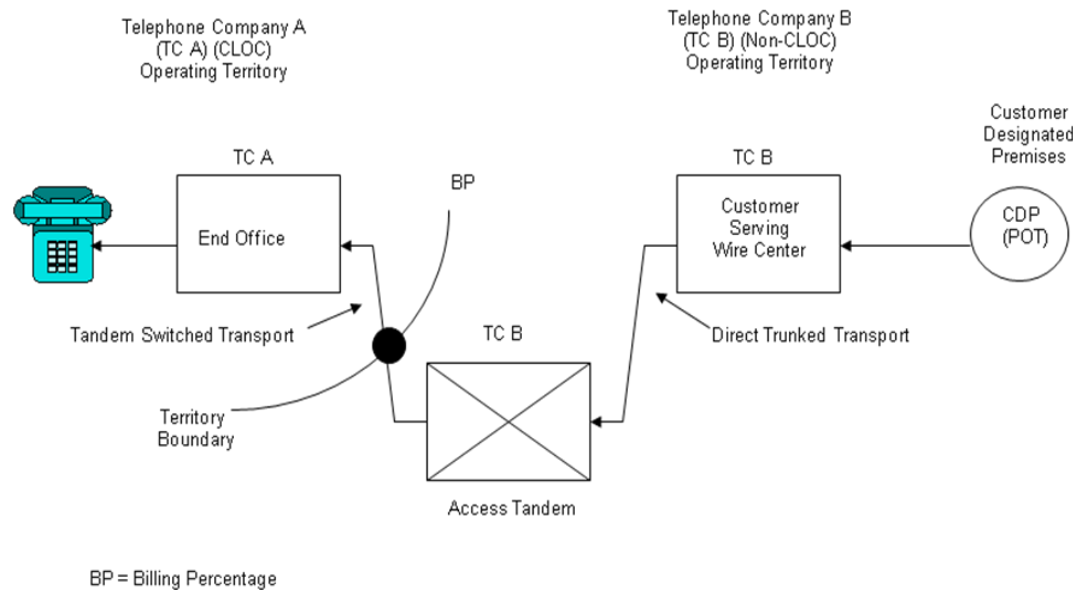 Telephone Company A
(TC A) (CLOC)
Operating Territory
Telephone Company B
(TC B) (Non-CLOC)
Operating Territory
Customer
Designated
Premises
TC A
BP
TC B
End Office
Customer
Serving
Wire Center
CDP
(POT)
Tandem Switched Transport
TC B
Direct Trunked Transport
Territory
Boundary
Access Tandem
BP = Billing Percentage